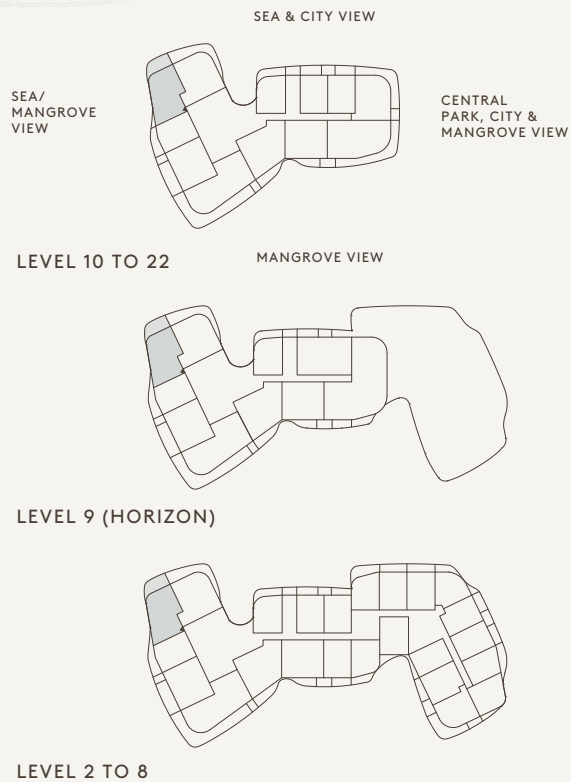 SEA & CITY VIEW
SEA/
MANGROVE
VIEW
CENTRAL
PARK, CITY &
MANGROVE VIEW
LEVEL 10 TO 22
MANGROVE VIEW
LEVEL 9 (HORIZON)
LEVEL 2 TO 8